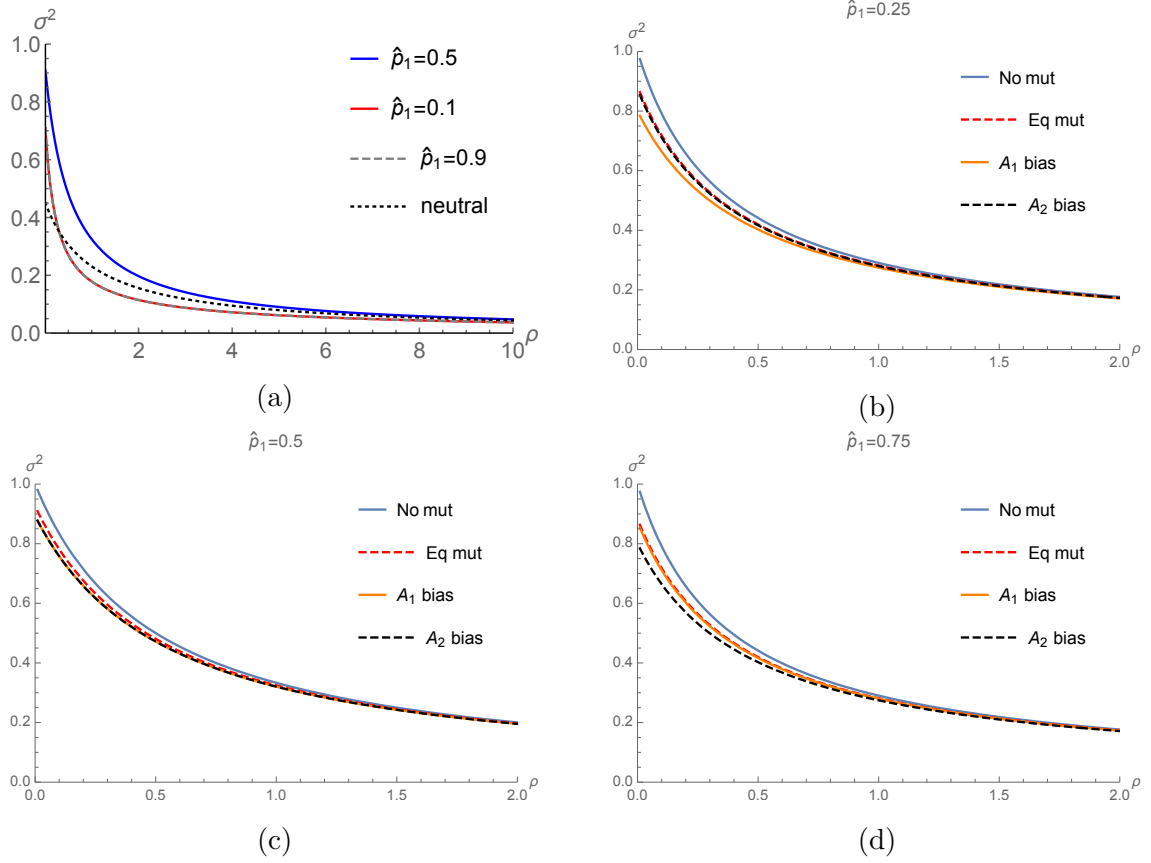 σ²
1.0
0.8
0.6
0.4
0.2
0.0
2
4
6
8
10
ρ
p̂₁=0.5
p̂₁=0.1
p̂₁=0.9
neutral
(a)
p̂₁=0.25
σ²
1.0
0.8
0.6
0.4
0.2
0.0
0.0
0.5
1.0
1.5
2.0
ρ
No mut
Eq mut
A₁ bias
A₂ bias
(b)
p̂₁=0.5
σ²
1.0
0.8
0.6
0.4
0.2
0.0
0.0
0.5
1.0
1.5
2.0
ρ
No mut
Eq mut
A₁ bias
A₂ bias
(c)
p̂₁=0.75
σ²
1.0
0.8
0.6
0.4
0.2
0.0
0.0
0.5
1.0
1.5
2.0
ρ
No mut
Eq mut
A₁ bias
A₂ bias
(d)